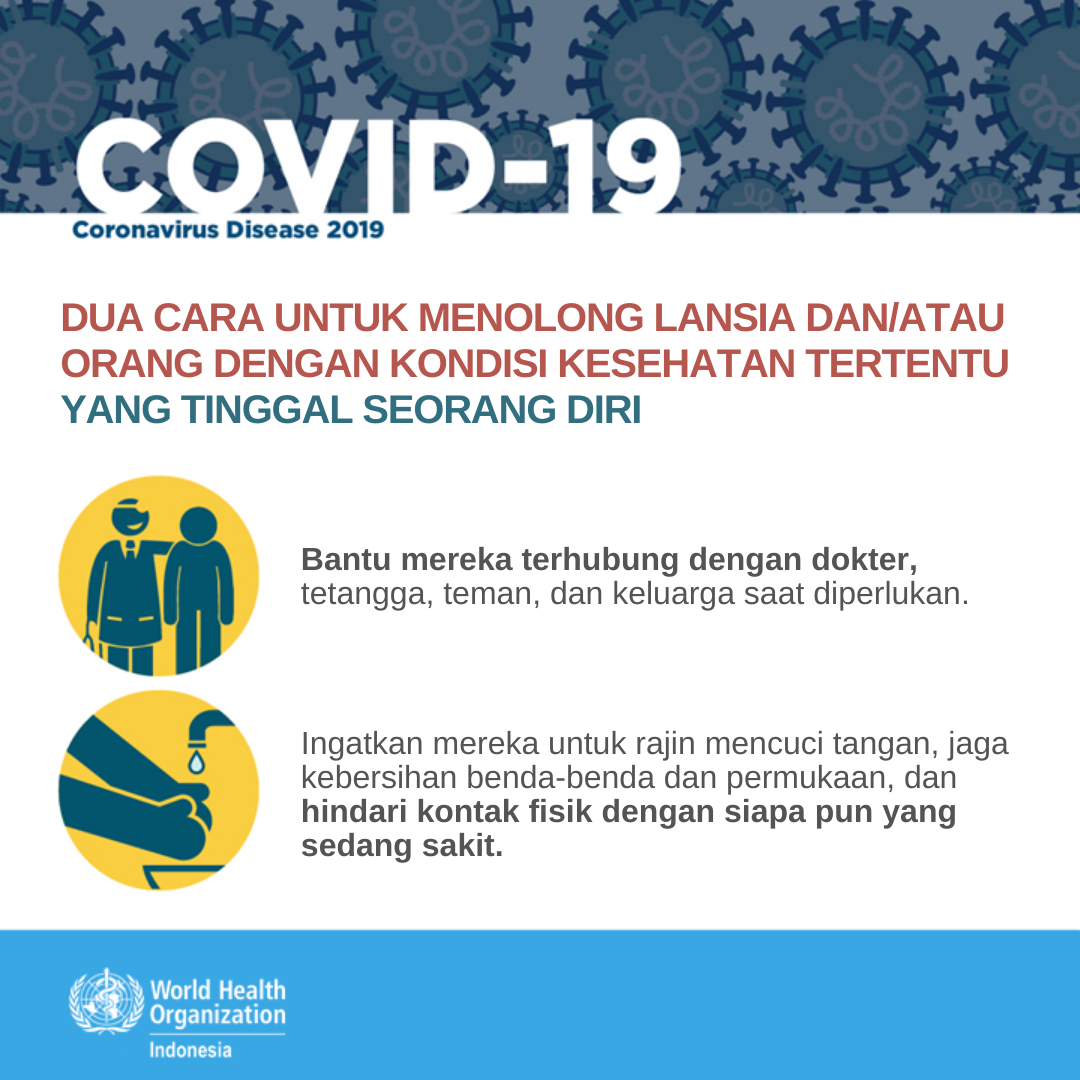 COVID-19
Coronavirus Disease 2019
DUA CARA UNTUK MENOLONG LANSIA DAN/ATAU
ORANG DENGAN KONDISI KESEHATAN TERTENTU
YANG TINGGAL SEORANG DIRI
Bantu mereka terhubung dengan dokter,
tetangga, teman, dan keluarga saat diperlukan.
Ingatkan mereka untuk rajin mencuci tangan, jaga
kebersihan benda-benda dan permukaan, dan
hindari kontak fisik dengan siapa pun yang
sedang sakit.
World Health
Organization
Indonesia